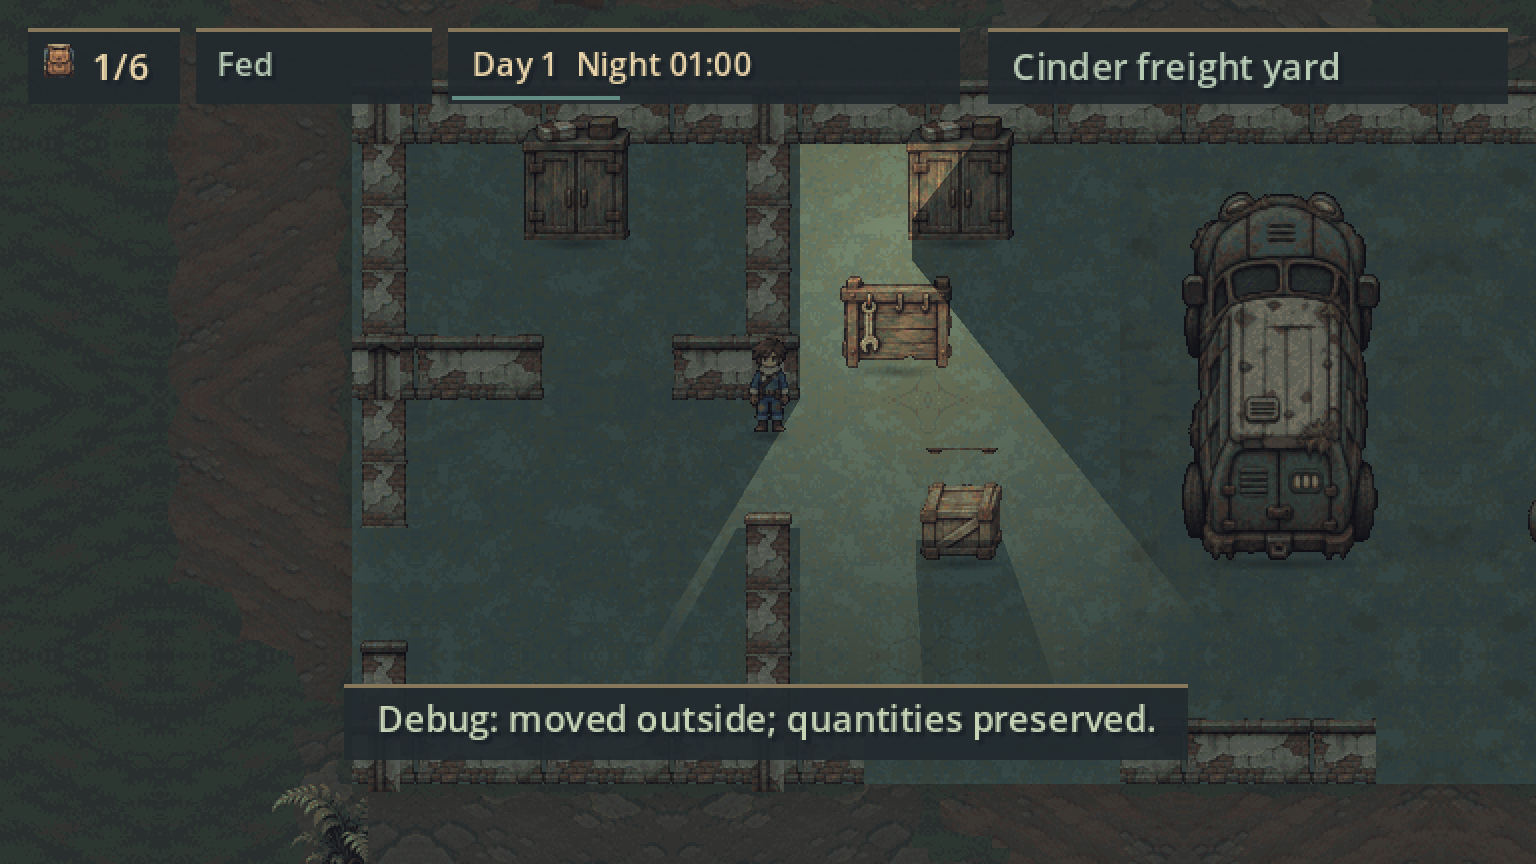 1/6
Fed
Day 1 Night 01:00
Cinder freight yard
Debug: moved outside; quantities preserved.